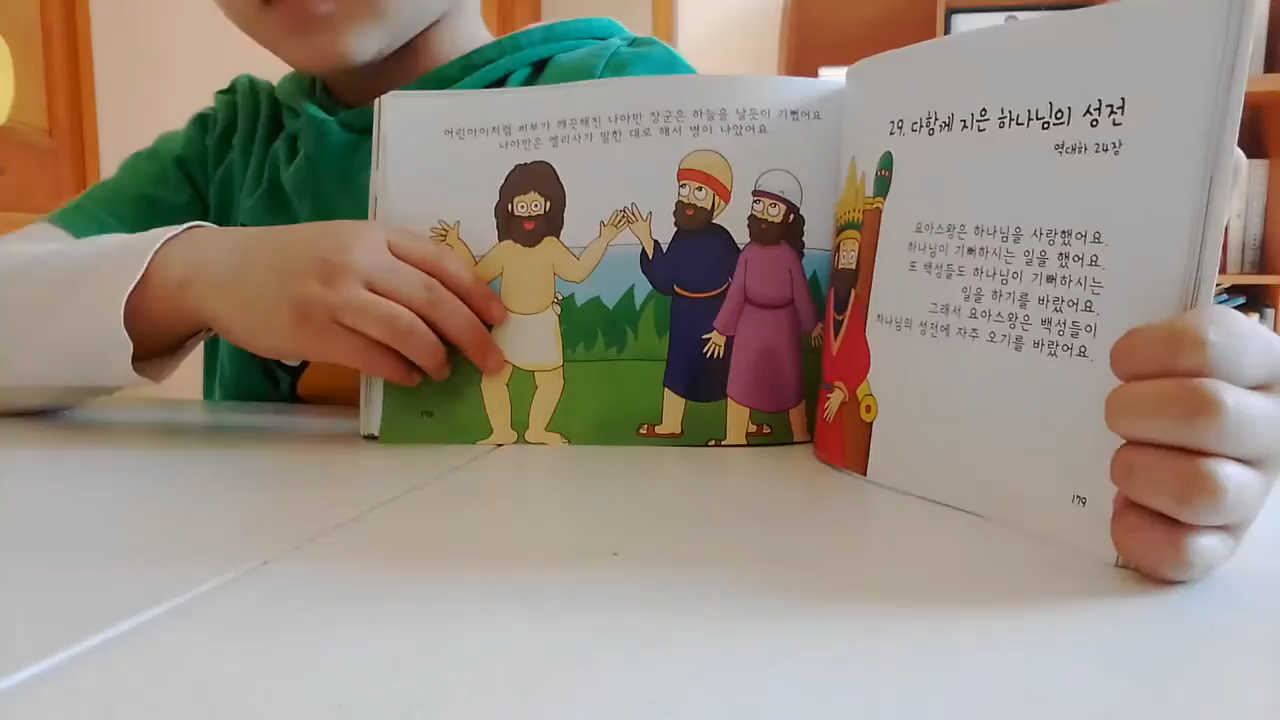 어린아이처럼 피부가 깨끗해진 나아만 장군은 하늘을 날듯이 기뻤어요
나아만은 엘리사가 말한 대로 해서 병이 나았어요.
178
29. 다함께 지은 하나님의 성전
역대하 24장
요아스왕은 하나님을 사랑했어요.
하나님이 기뻐하시는 일을 했어요.
또 백성들도 하나님이 기뻐하시는
일을 하기를 바랐어요.
그래서 요아스왕은 백성들이
하나님의 성전에 자주 오기를 바랐어요.
179